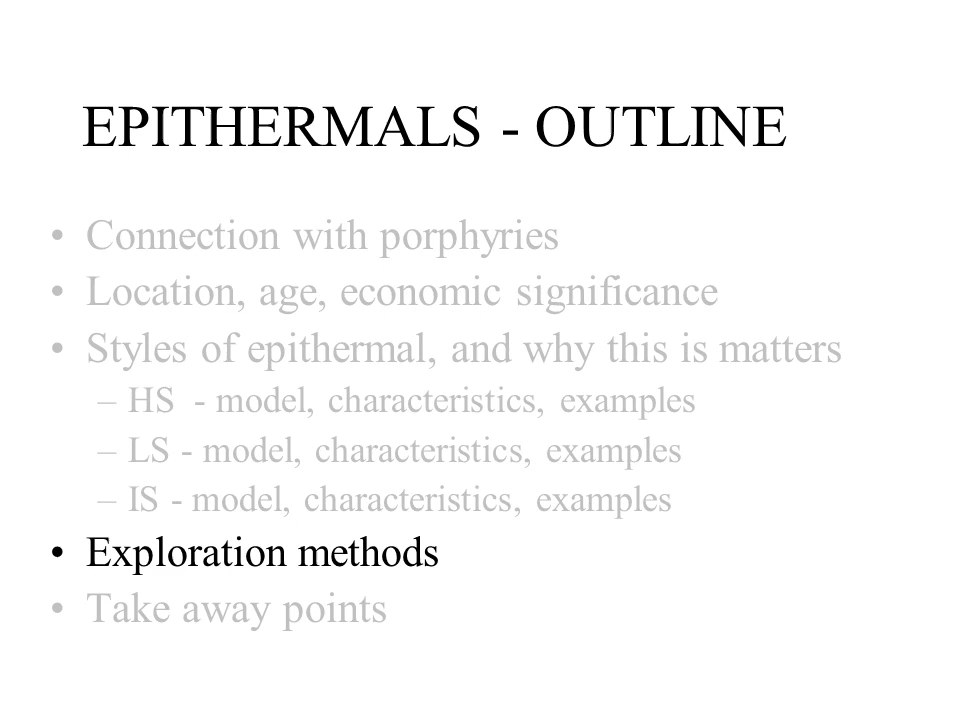 EPITHERMALS - OUTLINE
• Connection with porphyries
• Location, age, economic significance
• Styles of epithermal, and why this is matters
– HS - model, characteristics, examples
– LS - model, characteristics, examples
– IS - model, characteristics, examples
• Exploration methods
• Take away points